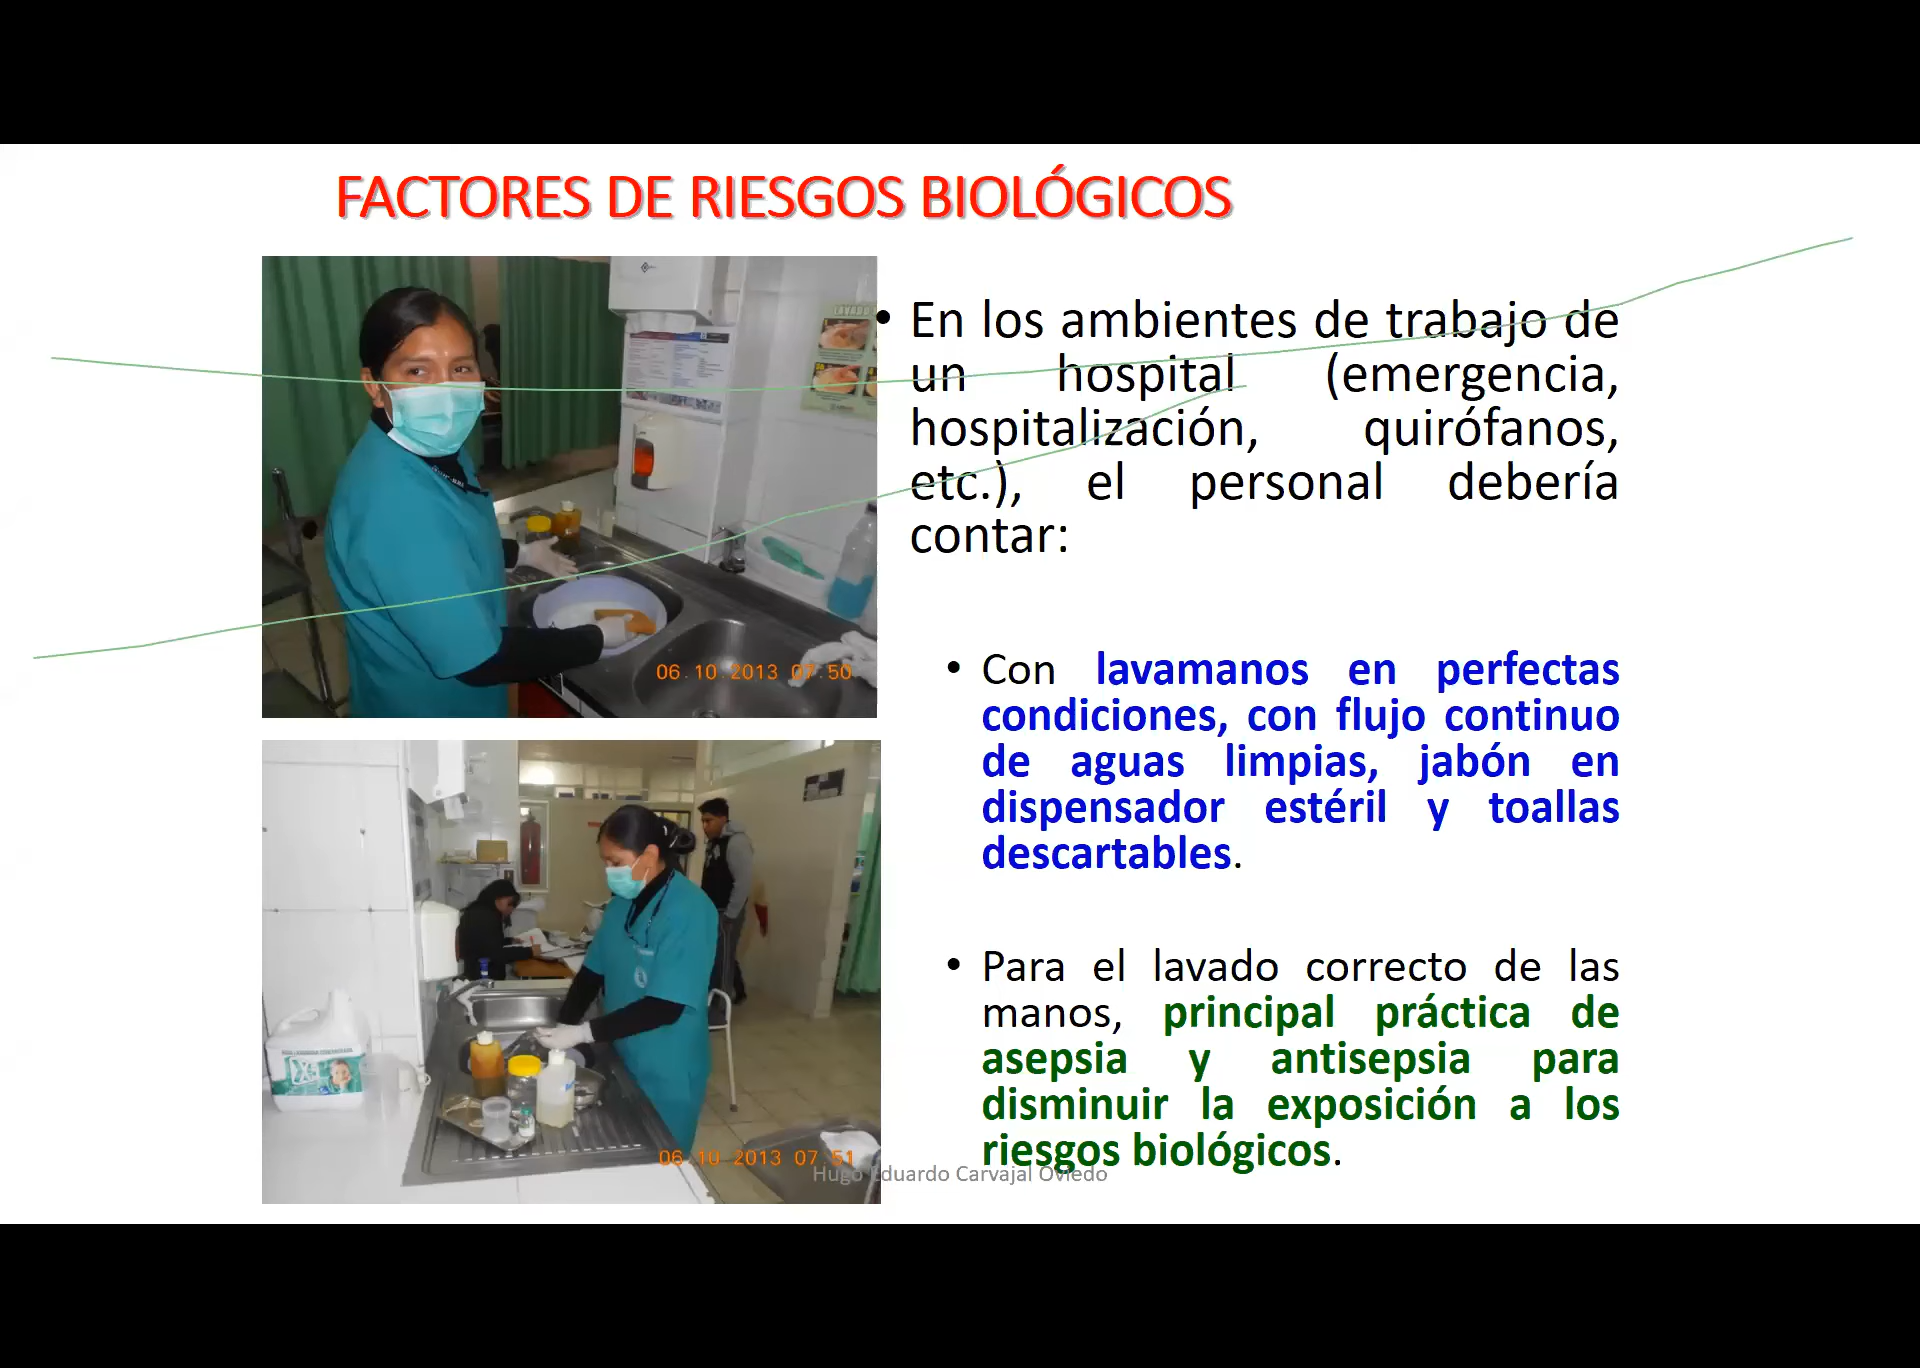 FACTORES DE RIESGOS BIOLÓGICOS
• En los ambientes de trabajo de
un hospital (emergencia,
hospitalización, quirófanos,
etc.), el personal debería
contar:
• Con lavamanos en perfectas
condiciones, con flujo continuo
de aguas limpias, jabón en
dispensador estéril y toallas
descartables.
• Para el lavado correcto de las
manos, principal práctica de
asepsia y antisepsia para
disminuir la exposición a los
riesgos biológicos.
06.10.2013 07:50
06.10.2013 07:51
Hugo Eduardo Carvajal Oviedo